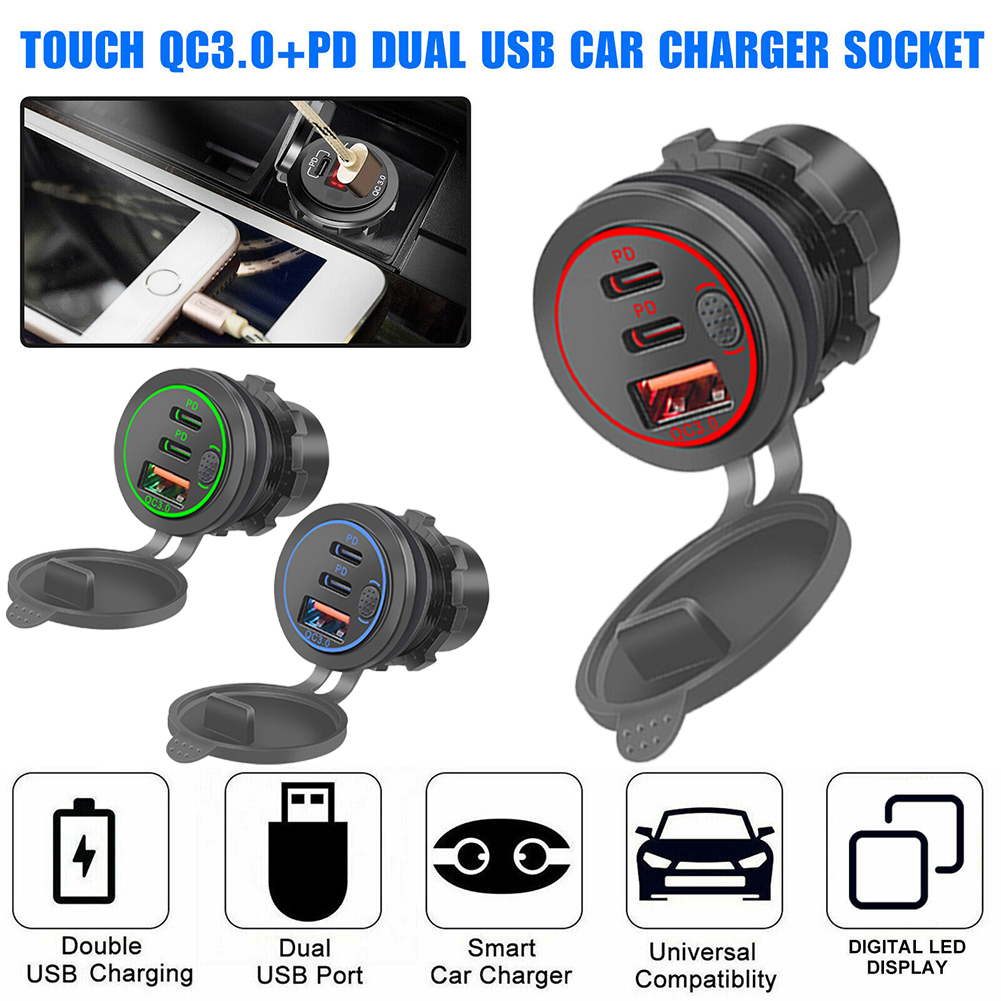 TOUCH QC3.0+PD DUAL USB CAR CHARGER SOCKET
PD
QC3.0
PD
PD
QC3.0
PD
PD
QC3.0
PD
PD
QC3.0
Double
USB Charging
Dual
USB Port
Smart
Car Charger
Universal
Compatiblity
DIGITAL LED
DISPLAY